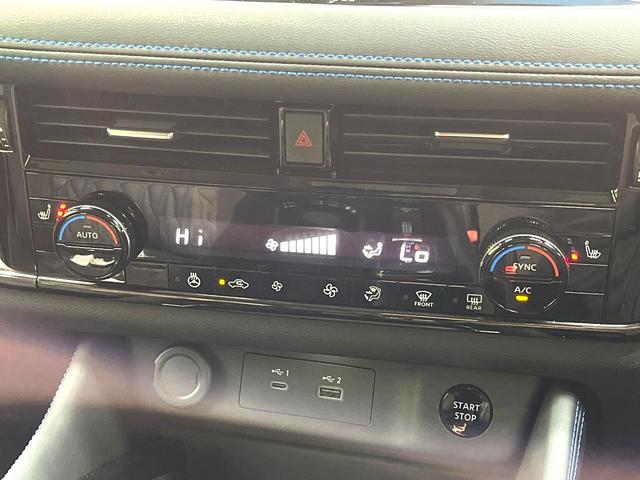 Hi
Lo
AUTO
SYNC
A/C
FRONT
REAR
1
2
START
STOP